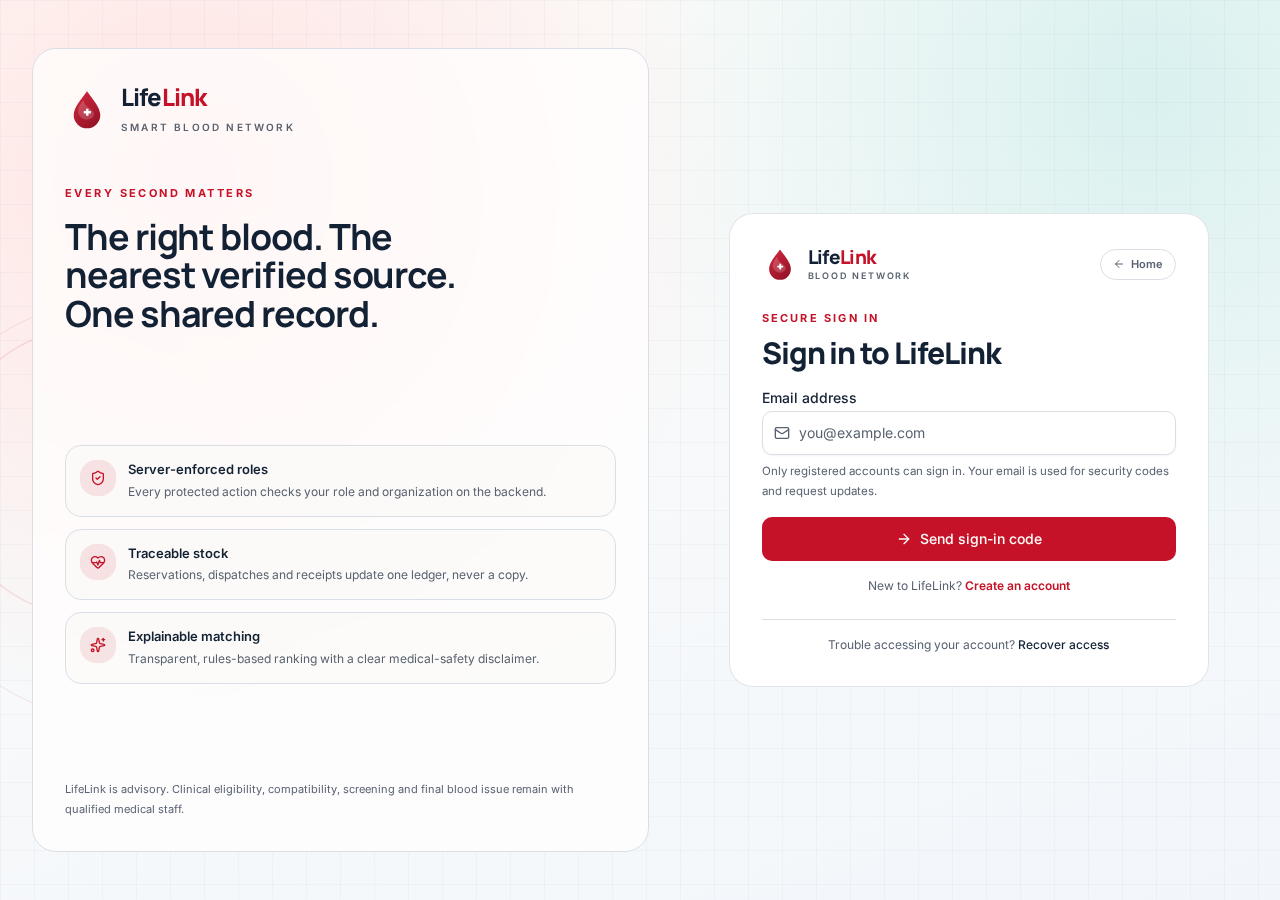 LifeLink
SMART BLOOD NETWORK
EVERY SECOND MATTERS
The right blood. The
nearest verified source.
One shared record.
Server-enforced roles
Every protected action checks your role and organization on the backend.
Traceable stock
Reservations, dispatches and receipts update one ledger, never a copy.
Explainable matching
Transparent, rules-based ranking with a clear medical-safety disclaimer.
LifeLink is advisory. Clinical eligibility, compatibility, screening and final blood issue remain with
qualified medical staff.
LifeLink
BLOOD NETWORK
Home
SECURE SIGN IN
Sign in to LifeLink
Email address
you@example.com
Only registered accounts can sign in. Your email is used for security codes
and request updates.
Send sign-in code
New to LifeLink? Create an account
Trouble accessing your account? Recover access